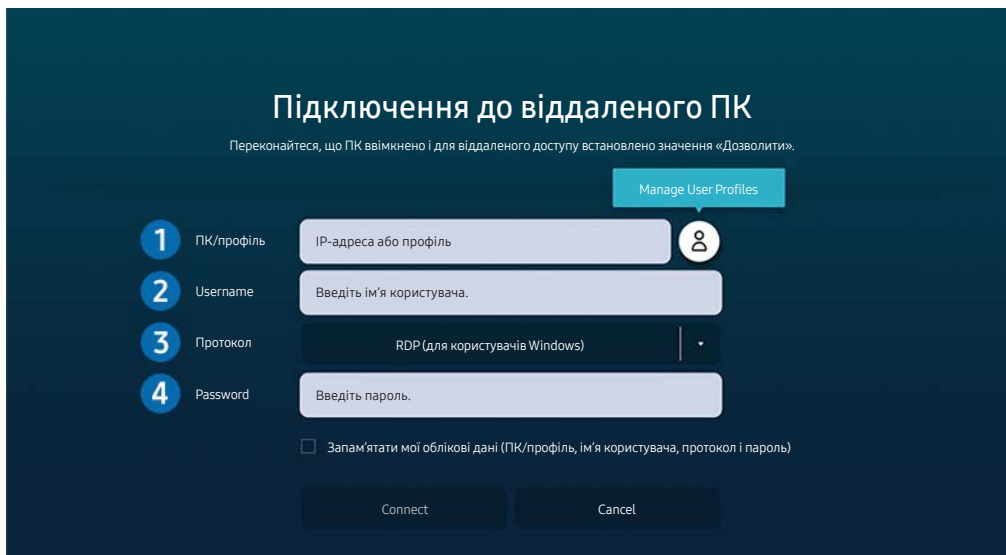 Підключення до віддаленого ПК
Переконайтеся, що ПК ввімкнено і для віддаленого доступу встановлено значення «Дозволити».
Manage User Profiles
1 ПК/профіль IP-адреса або профіль
2 Username Введіть ім’я користувача.
3 Протокол RDP (для користувачів Windows)
4 Password Введіть пароль.
Запам’ятати мої облікові дані (ПК/профіль, ім’я користувача, протокол і пароль)
Connect Cancel